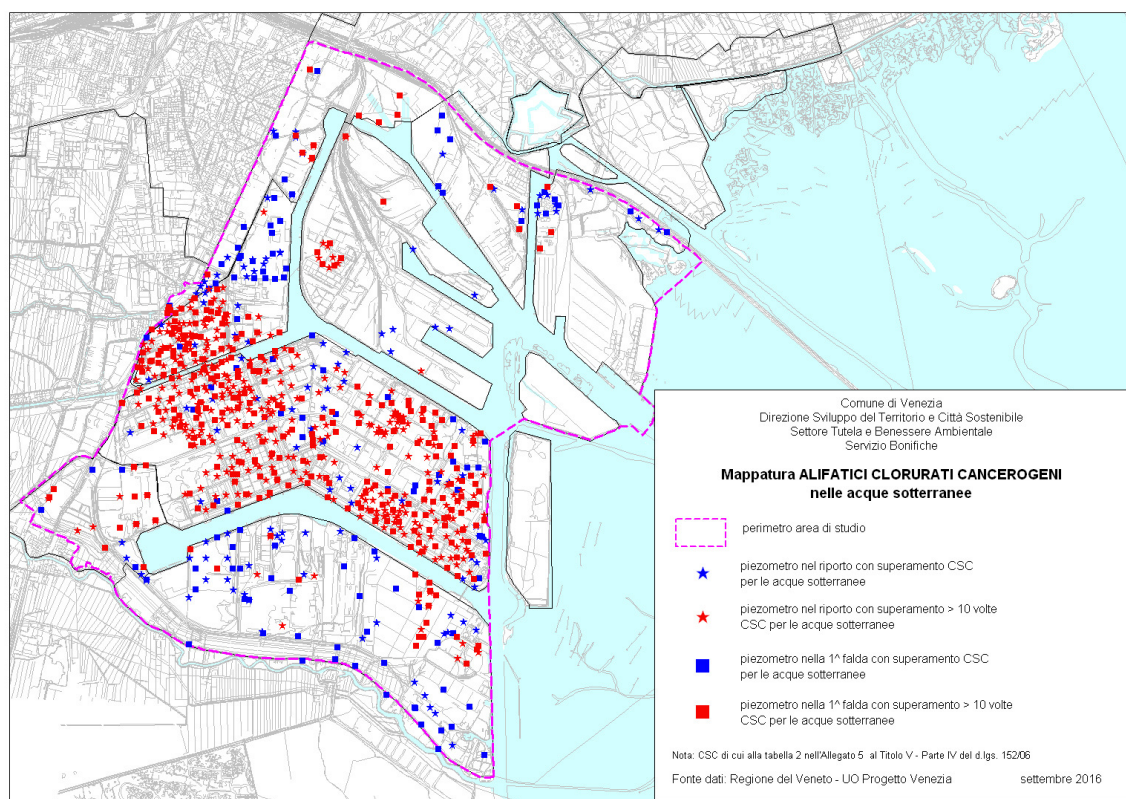 Comune di Venezia
Direzione Sviluppo del Territorio e Città Sostenibile
Settore Tutela e Benessere Ambientale
Servizio Bonifiche
Mappatura ALIFATICI CLORURATI CANCEROGENI
nelle acque sotterranee
perimetro area di studio
piezometro nel riporto con superamento CSC
per le acque sotterranee
piezometro nel riporto con superamento > 10 volte
CSC per le acque sotterranee
piezometro nella 1^ falda con superamento CSC
per le acque sotterranee
piezometro nella 1^ falda con superamento > 10 volte
CSC per le acque sotterranee
Nota: CSC di cui alla tabella 2 nell'Allegato 5 al Titolo V - Parte IV del d.lgs. 152/06
Fonte dati: Regione del Veneto - UO Progetto Venezia settembre 2016